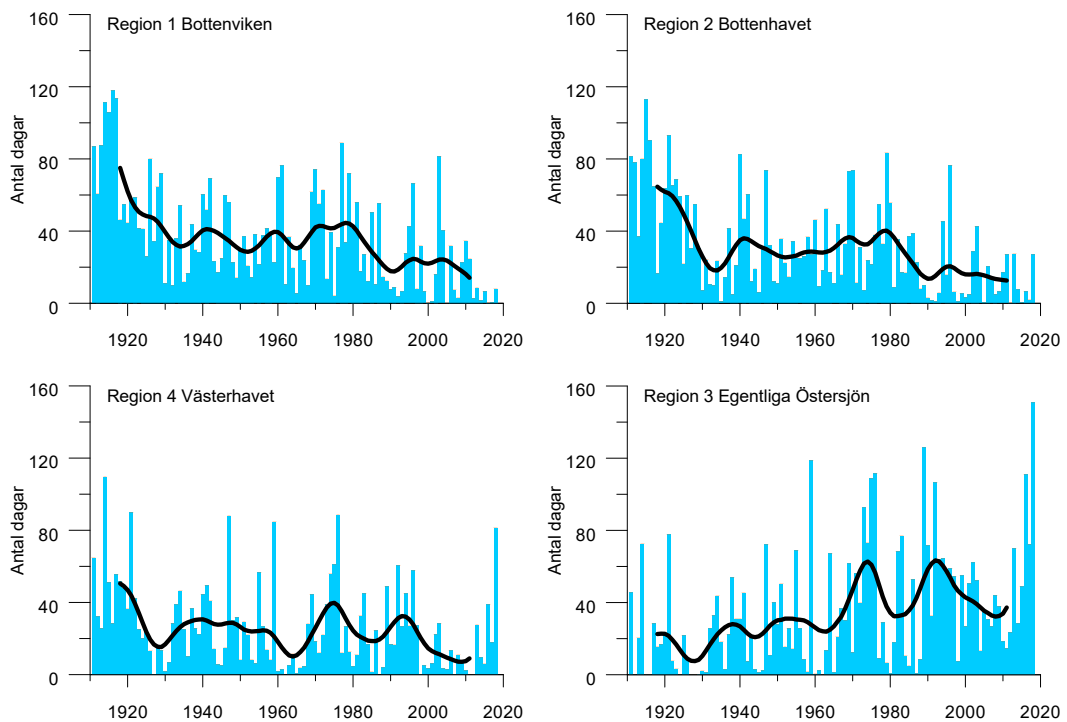 Region 1 Bottenviken
Antal dagar
160
120
80
40
0
1920 1940 1960 1980 2000 2020
Region 2 Bottenhavet
Antal dagar
160
120
80
40
0
1920 1940 1960 1980 2000 2020
Region 4 Västerhavet
Antal dagar
160
120
80
40
0
1920 1940 1960 1980 2000 2020
Region 3 Egentliga Östersjön
Antal dagar
160
120
80
40
0
1920 1940 1960 1980 2000 2020